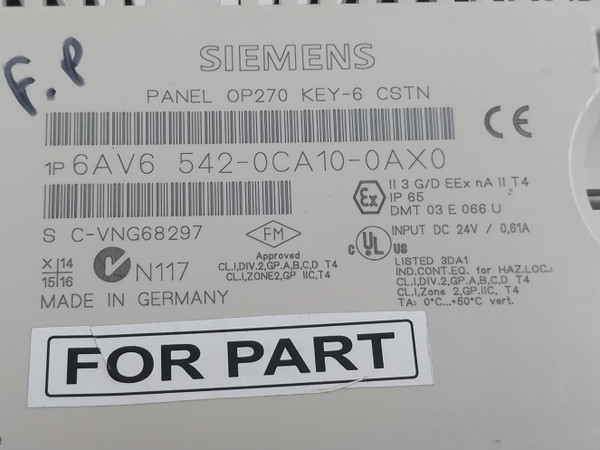 F.P
SIEMENS
PANEL OP270 KEY-6 CSTN
CE
1P 6AV6 542-0CA10-0AX0
Ex
II 3 G/D EEx nA II T4
IP 65
DMT 03 E 066 U
S C-VNG68297
FM
Approved
CL.I,DIV.2,GP.A,B,C,D T4
CL.I,ZONE2,GP IIC, T4
INPUT DC 24V / 0,61A
C UL US
LISTED 3DA1
IND.CONT.EQ. for HAZ.LOC.:
CL.I,DIV.2,GP.A,B,C,D T4
CL.I,Zone 2,GP.IIC, T4
TA: 0°C...+50°C vert.
X 14
15 16
N117
MADE IN GERMANY
FOR PART